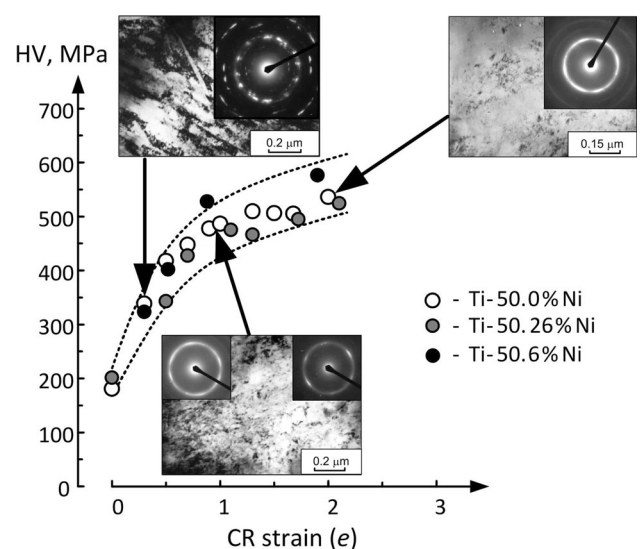 HV, MPa
700
600
500
400
300
200
100
0
0.2 µm
0.15 µm
0.2 µm
- Ti-50.0%Ni
- Ti-50.26%Ni
- Ti-50.6%Ni
0 1 2 3
CR strain (e)